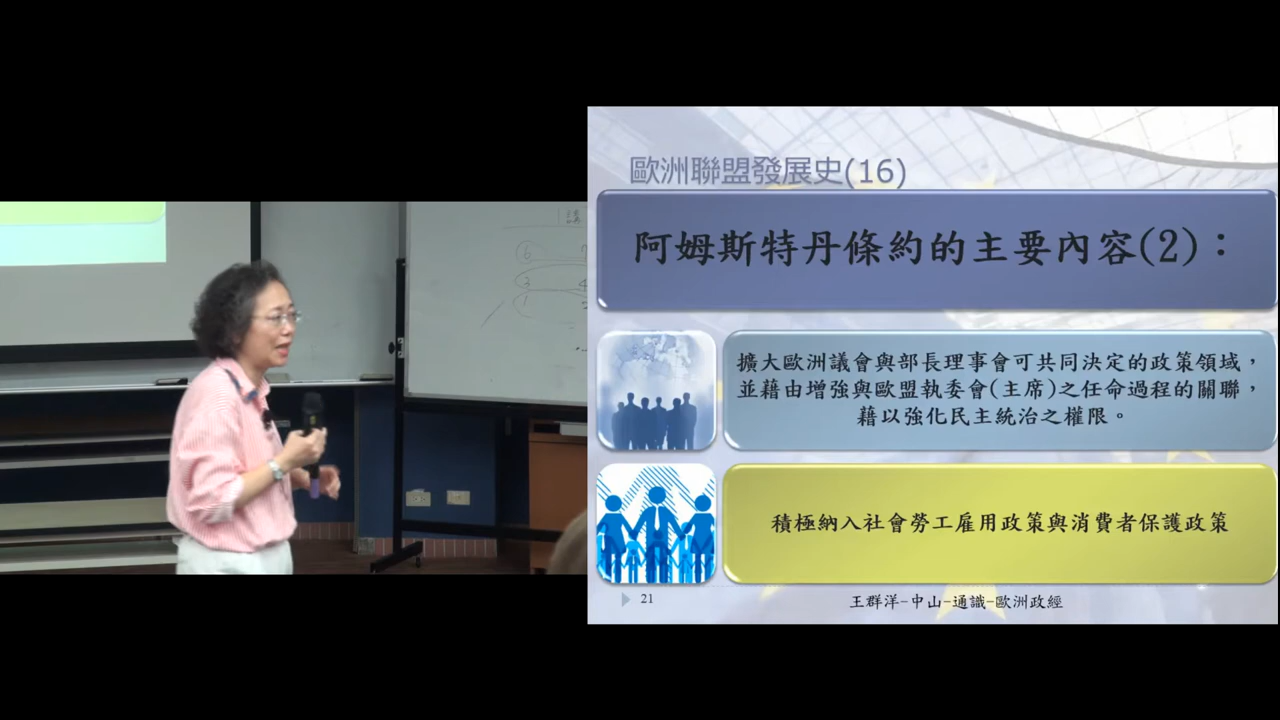 歐洲聯盟發展史(16)
阿姆斯特丹條約的主要內容(2)：
擴大歐洲議會與部長理事會可共同決定的政策領域，
並藉由增強與歐盟執委會(主席)之任命過程的關聯，
藉以強化民主統治之權限。
積極納入社會勞工雇用政策與消費者保護政策
21
王群洋-中山-通識-歐洲政經